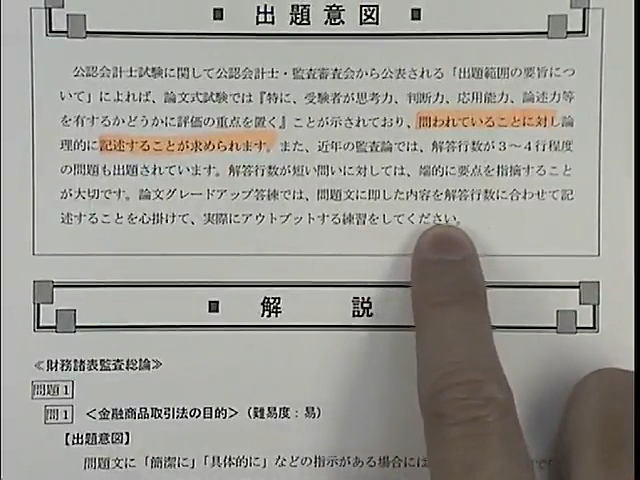 ■ 出題意図 ■
公認会計士試験に関して公認会計士・監査審査会から公表される「出題範囲の要旨につ
いて」によれば、論文式試験では『特に、受験者が思考力、判断力、応用能力、論述力等
を有するかどうかに評価の重点を置く』ことが示されており、問われていることに対し論
理的に記述することが求められます。また、近年の監査論では、解答行数が3~4行程度
の問題も出題されています。解答行数が短い問いに対しては、端的に要点を指摘すること
が大切です。論文グレードアップ答練では、問題文に即した内容を解答行数に合わせて記
述することを心掛けて、実際にアウトプットする練習をしてください。
■ 解 説
≪財務諸表監査総論≫
問題1
問1 <金融商品取引法の目的>(難易度:易)
【出題意図】
問題文に「簡潔に」「具体的に」などの指示がある場合には